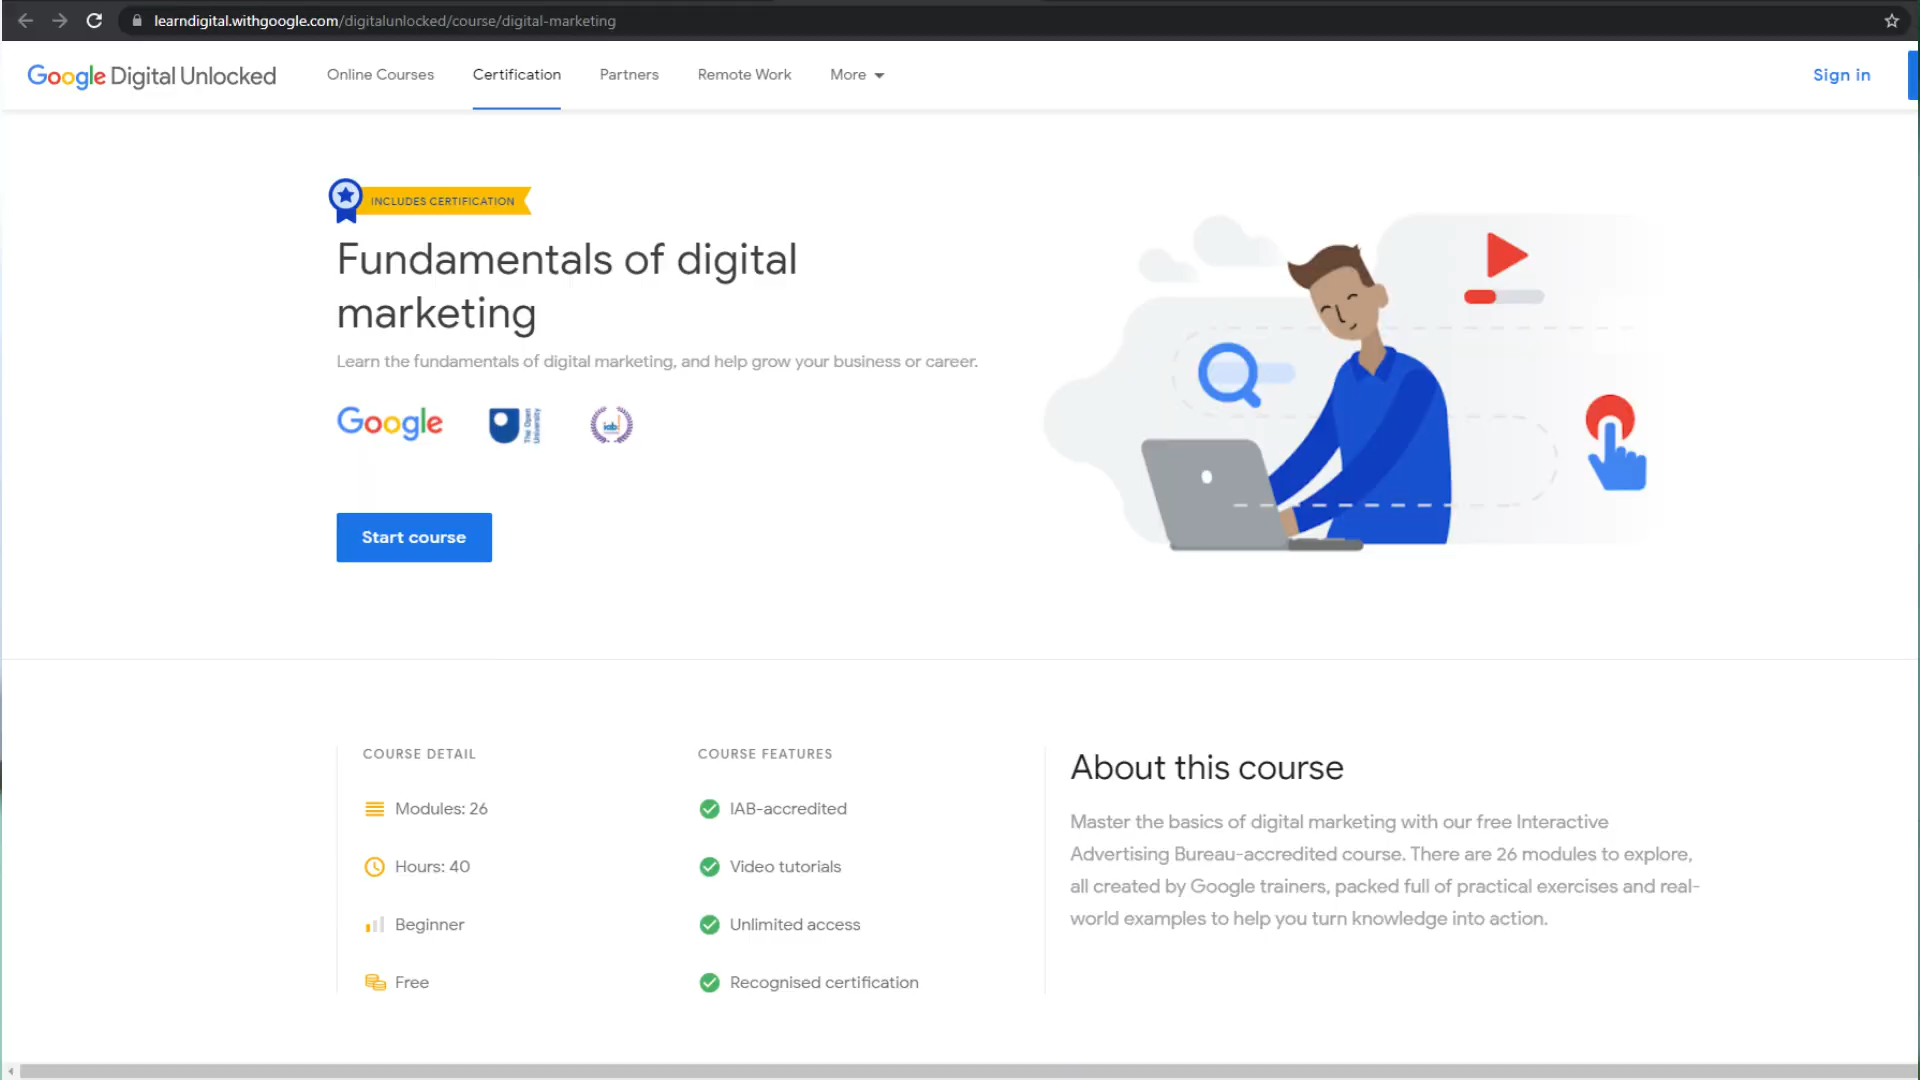 learndigital.withgoogle.com/digitalunlocked/course/digital-marketing
Google Digital Unlocked
Online Courses
Certification
Partners
Remote Work
More
Sign in
INCLUDES CERTIFICATION
Fundamentals of digital
marketing
Learn the fundamentals of digital marketing, and help grow your business or career.
Google
The Open
University
iab
Start course
COURSE DETAIL
Modules: 26
Hours: 40
Beginner
Free
COURSE FEATURES
IAB-accredited
Video tutorials
Unlimited access
Recognised certification
About this course
Master the basics of digital marketing with our free Interactive
Advertising Bureau-accredited course. There are 26 modules to explore,
all created by Google trainers, packed full of practical exercises and real-
world examples to help you turn knowledge into action.